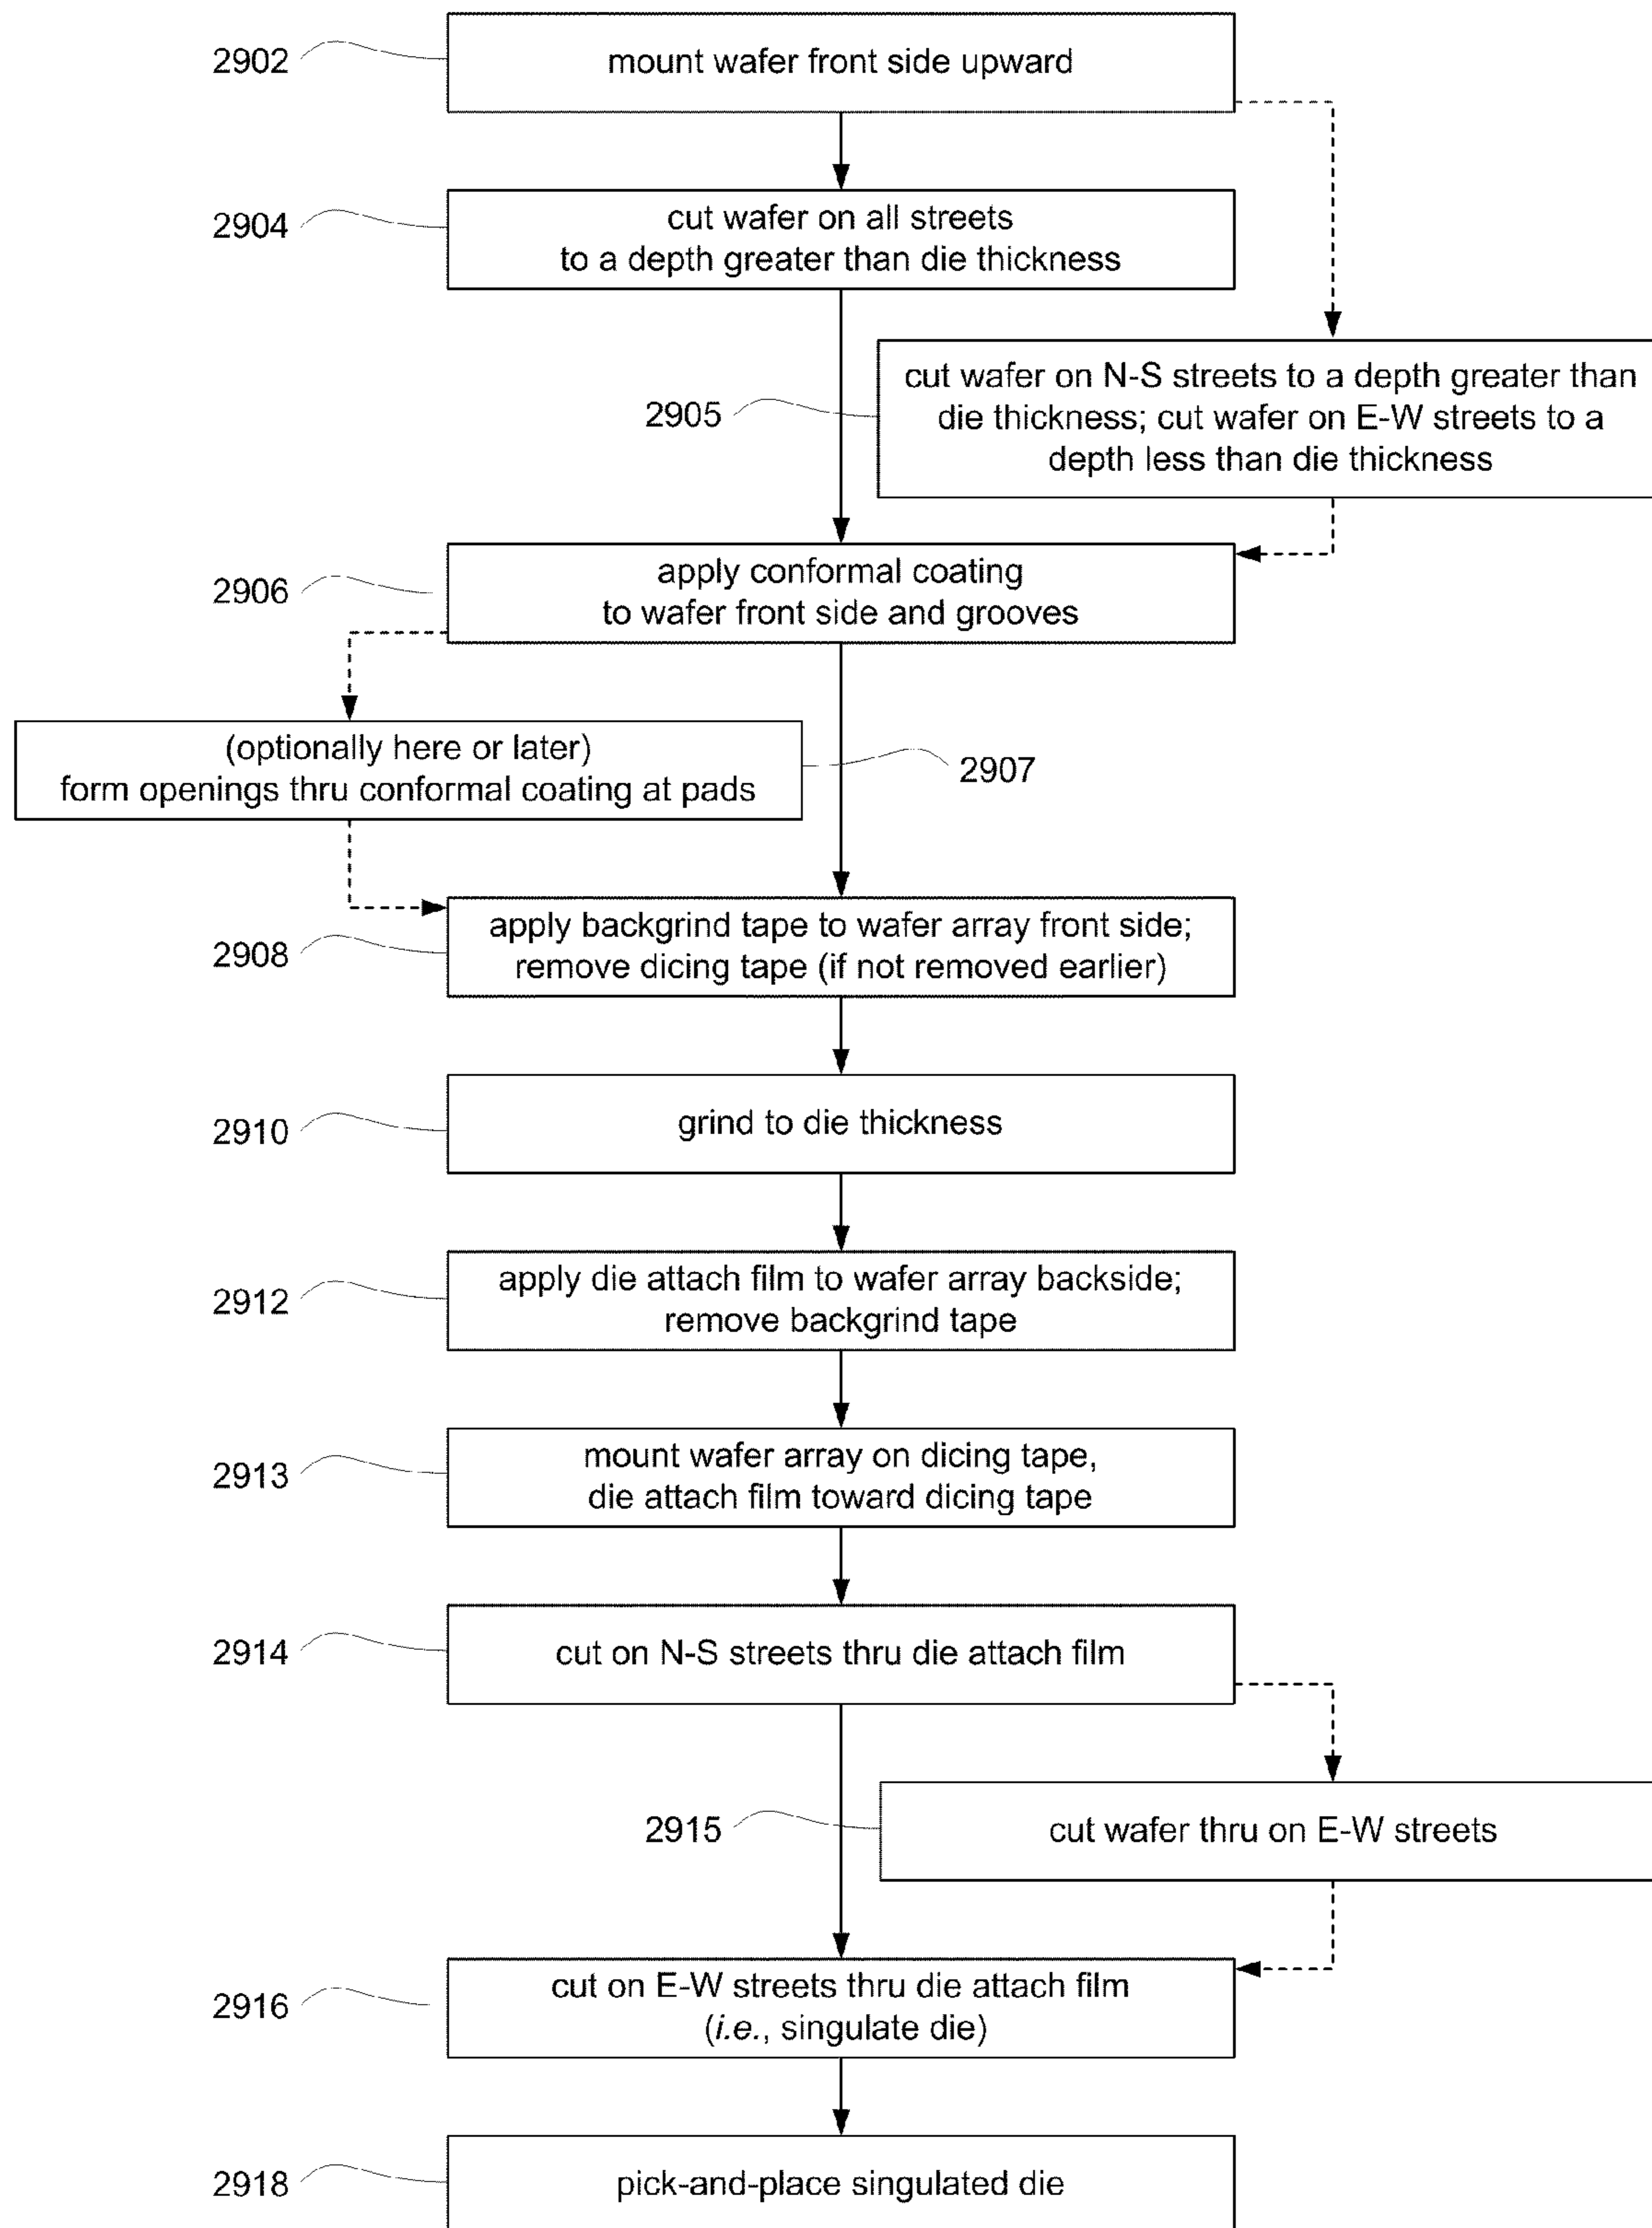 2902
mount wafer front side upward
2904
cut wafer on all streets
to a depth greater than die thickness
2905
cut wafer on N-S streets to a depth greater than
die thickness; cut wafer on E-W streets to a
depth less than die thickness
2906
apply conformal coating
to wafer front side and grooves
(optionally here or later)
form openings thru conformal coating at pads
2907
2908
apply backgrind tape to wafer array front side;
remove dicing tape (if not removed earlier)
2910
grind to die thickness
2912
apply die attach film to wafer array backside;
remove backgrind tape
2913
mount wafer array on dicing tape,
die attach film toward dicing tape
2914
cut on N-S streets thru die attach film
2915
cut wafer thru on E-W streets
2916
cut on E-W streets thru die attach film
(i.e., singulate die)
2918
pick-and-place singulated die